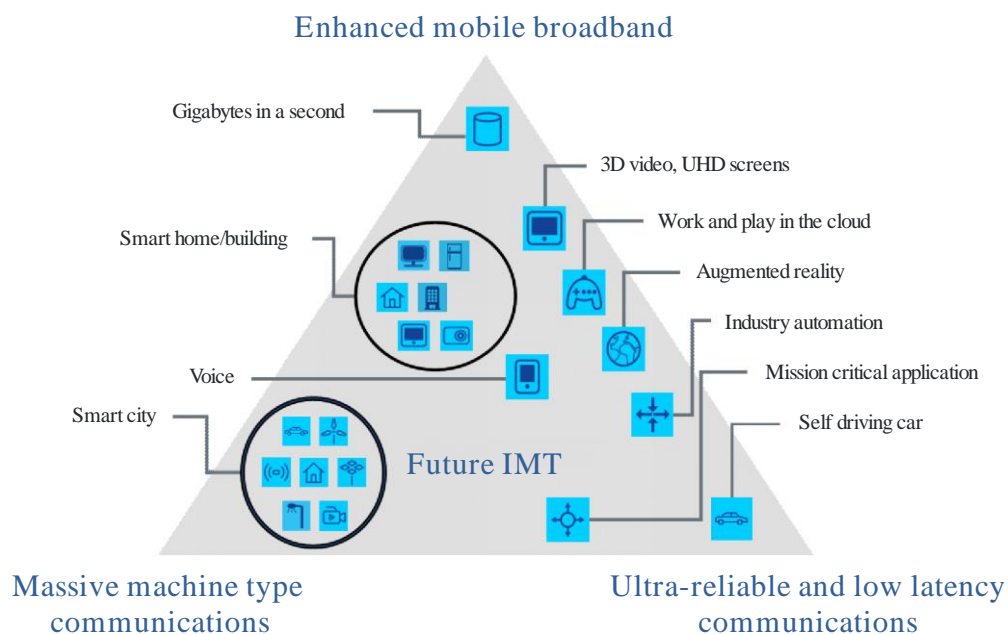 Enhanced mobile broadband
Gigabytes in a second
3D video, UHD screens
Work and play in the cloud
Smart home/building
Augmented reality
Industry automation
Voice
Mission critical application
Smart city
Self driving car
Future IMT
Massive machine type
communications
Ultra-reliable and low latency
communications